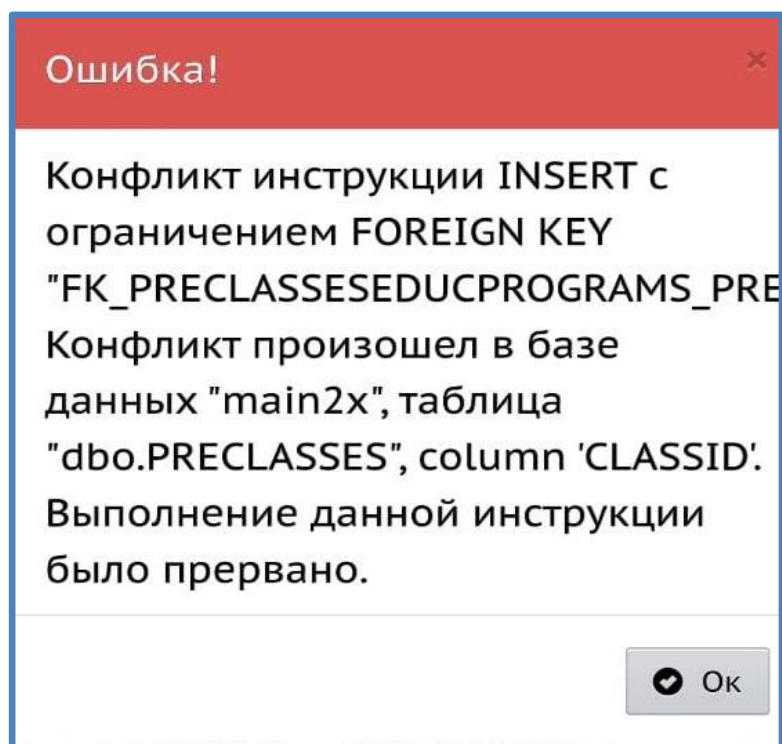 Ошибка!
×
Конфликт инструкции INSERT с
ограничением FOREIGN KEY
"FK_PRECLASSESEDUCPROGRAMS_PRE
Конфликт произошел в базе
данных "main2x", таблица
"dbo.PRECLASSES", column 'CLASSID'.
Выполнение данной инструкции
было прервано.
Ок